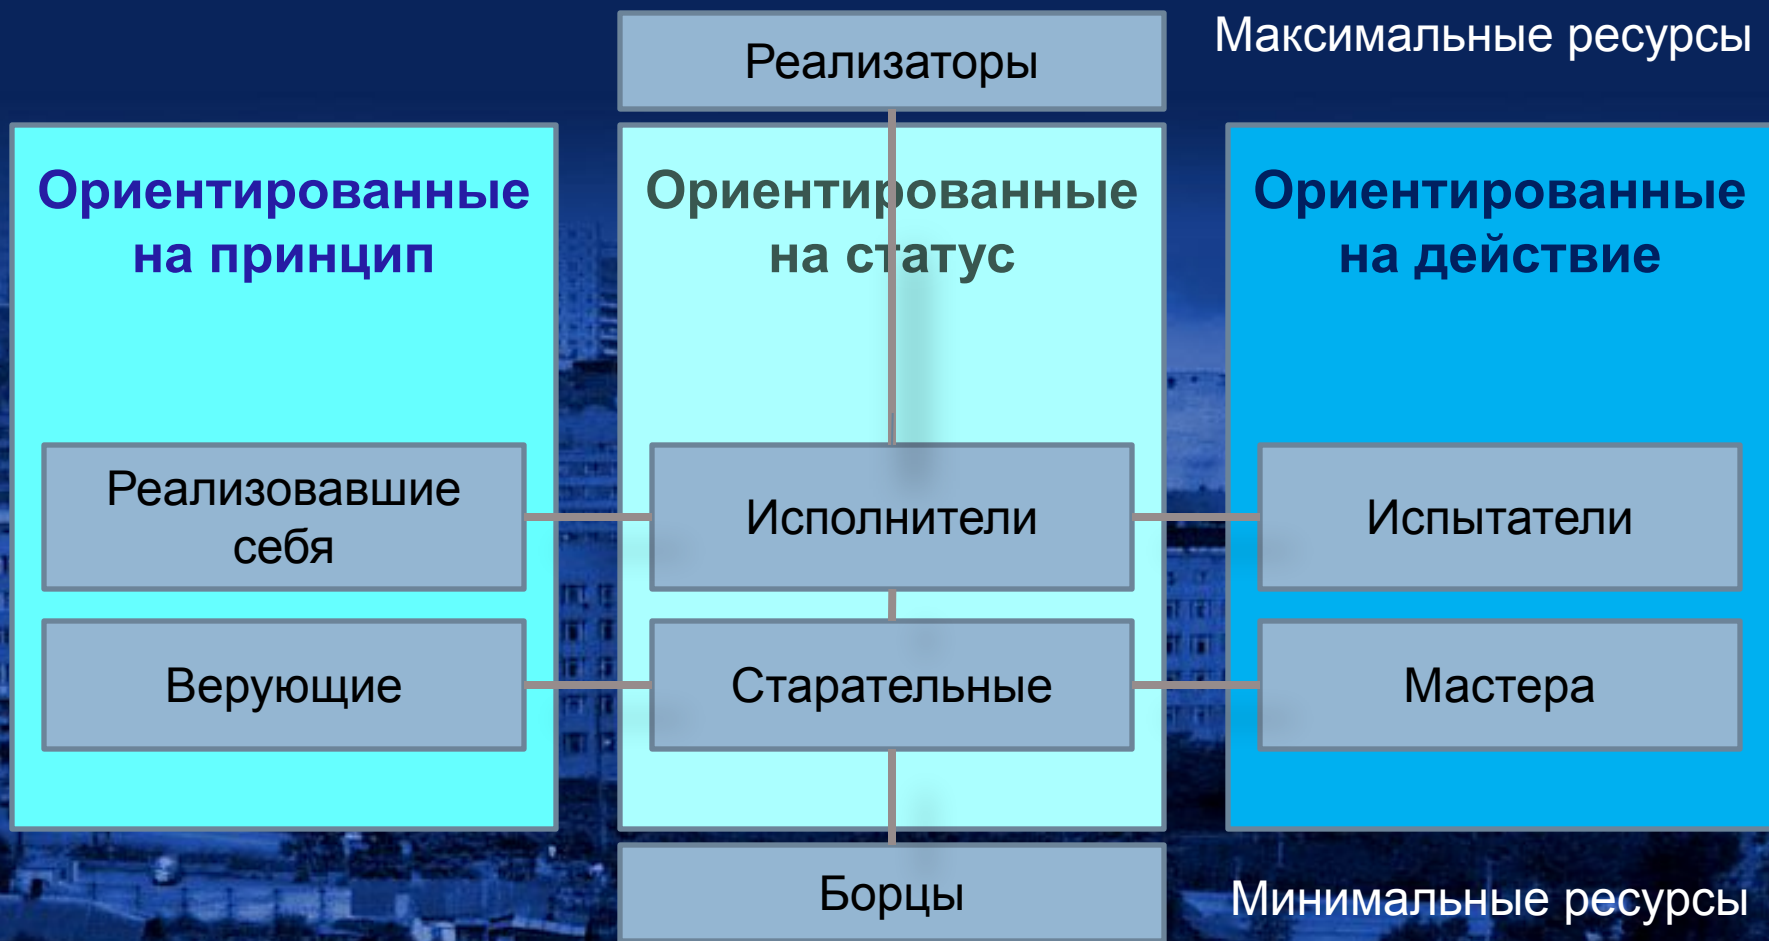 Максимальные ресурсы
Реализаторы
Ориентированные
на принцип
Ориентированные
на статус
Ориентированные
на действие
Реализовавшие
себя
Исполнители
Испытатели
Верующие
Старательные
Мастера
Борцы
Минимальные ресурсы